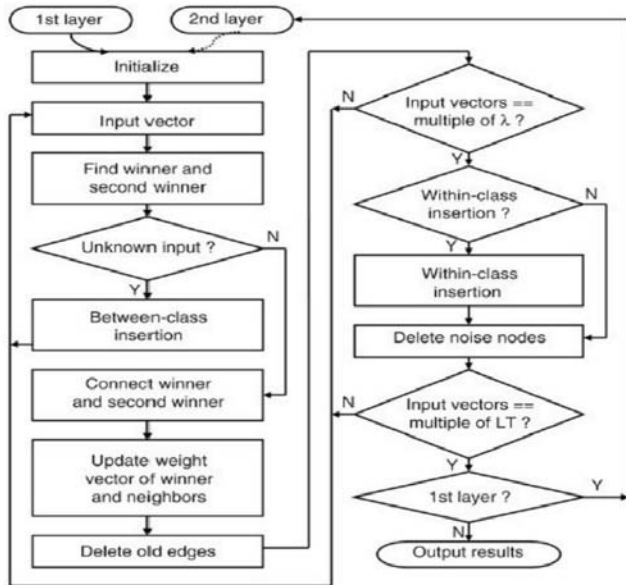 1st layer
2nd layer
Initialize
Input vector
Find winner and
second winner
Unknown input ?
N
Y
Between-class
insertion
Connect winner
and second winner
Update weight
vector of winner
and neighbors
Delete old edges
N
Input vectors ==
multiple of λ ?
Y
Within-class
insertion ?
N
Y
Within-class
insertion
Delete noise nodes
N
Input vectors ==
multiple of LT ?
Y
1st layer ?
Y
N
Output results